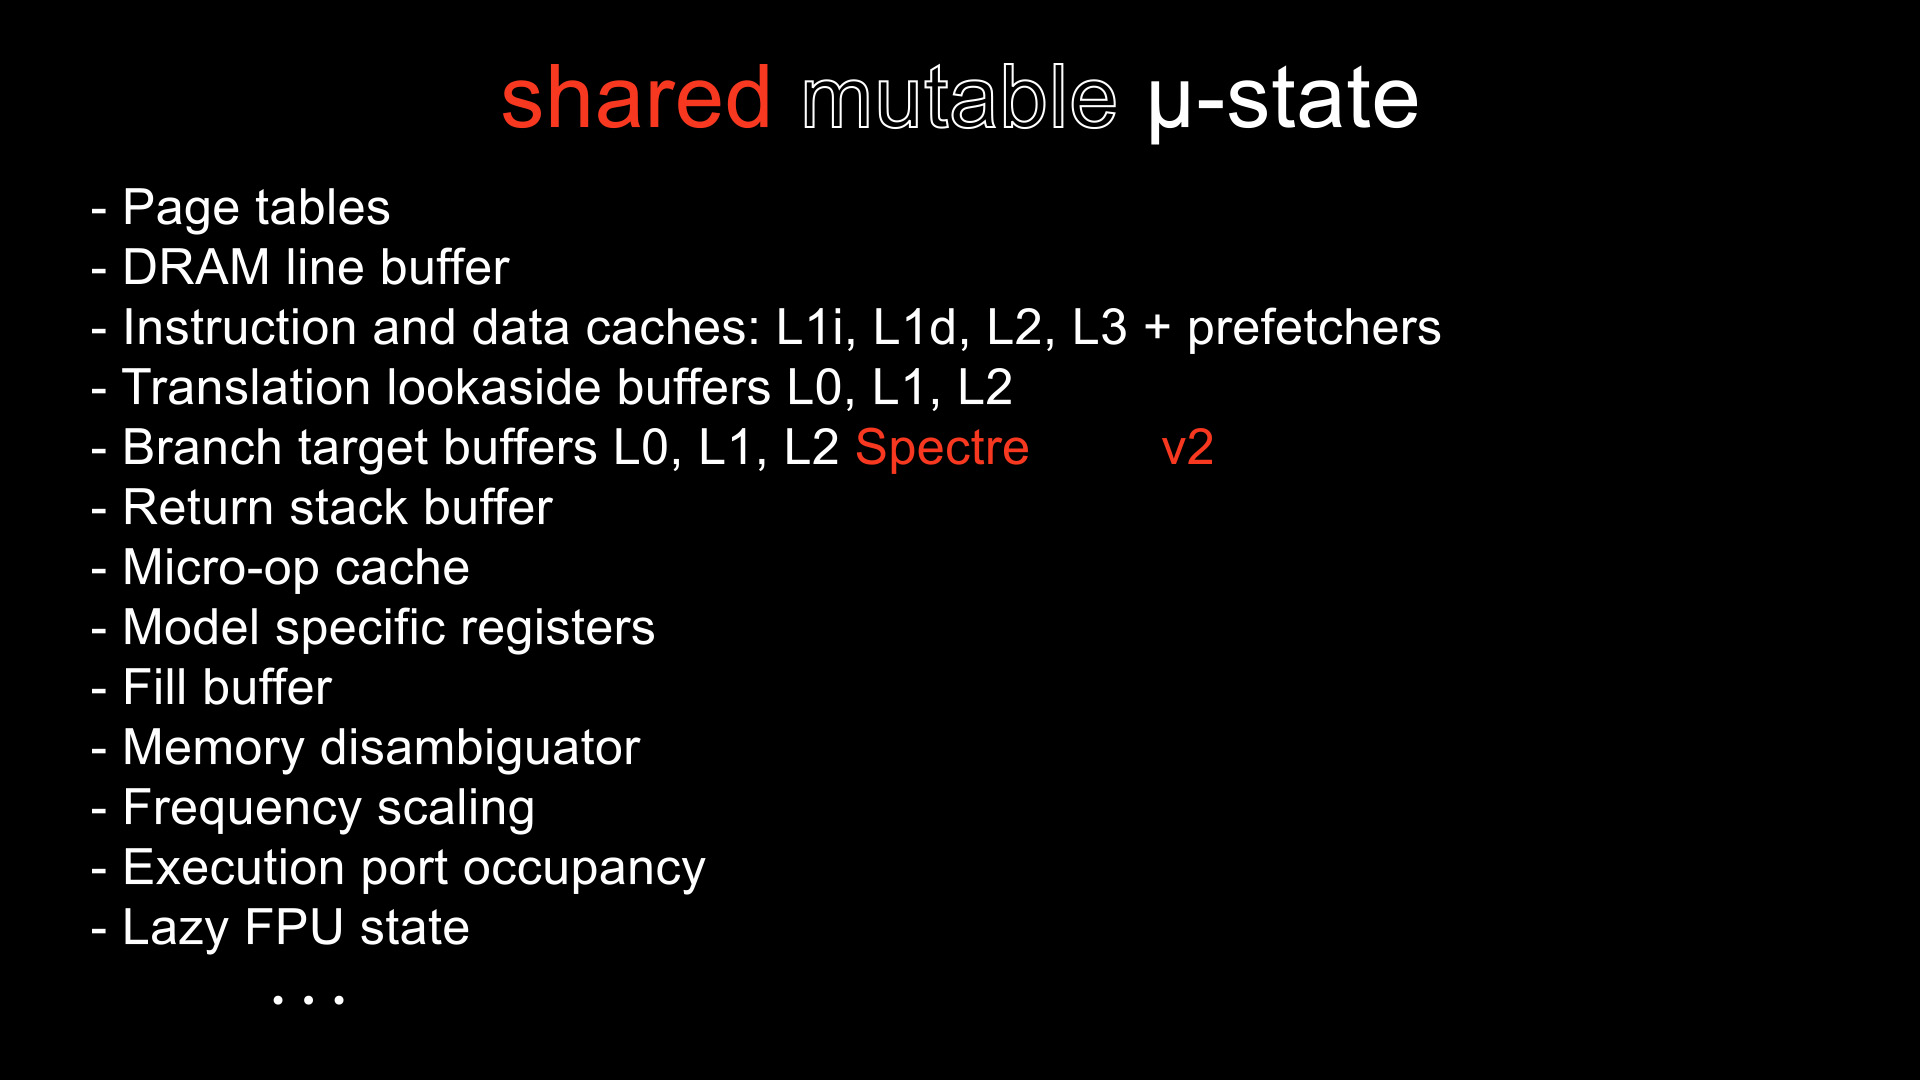 shared mutable μ-state
- Page tables
- DRAM line buffer
- Instruction and data caches: L1i, L1d, L2, L3 + prefetchers
- Translation lookaside buffers L0, L1, L2
- Branch target buffers L0, L1, L2 Spectre v2
- Return stack buffer
- Micro-op cache
- Model specific registers
- Fill buffer
- Memory disambiguator
- Frequency scaling
- Execution port occupancy
- Lazy FPU state
...